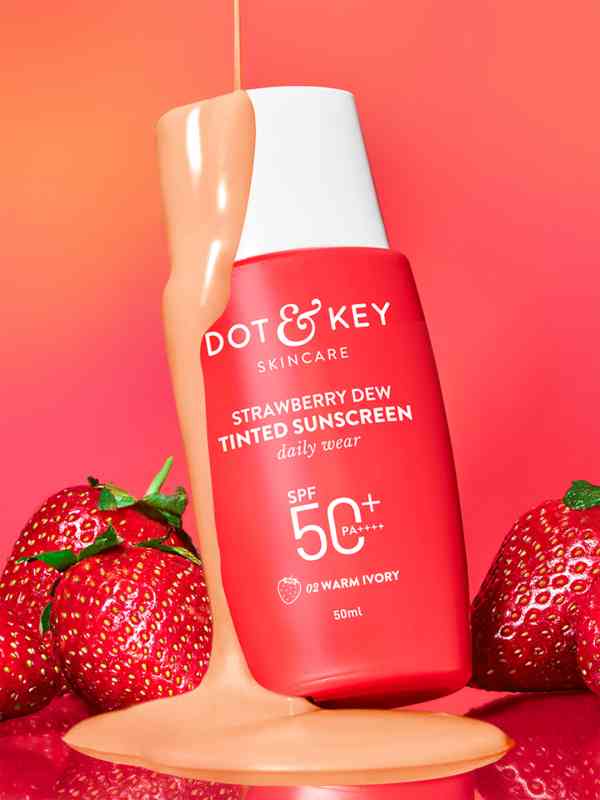 DOT & KEY
SKINCARE
STRAWBERRY DEW
TINTED SUNSCREEN
daily wear
SPF
50+
PA++++
02 WARM IVORY
50ml